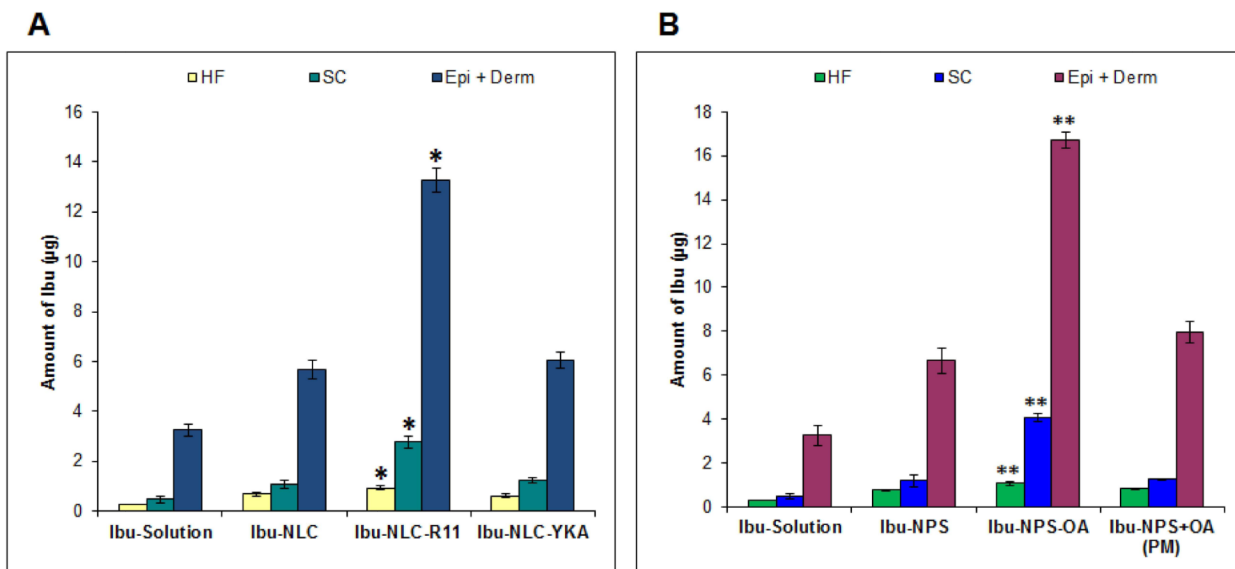 A
HF SC Epi + Derm
Amount of Ibu (µg)
16
14
12
10
8
6
4
2
0
*
*
*
Ibu-Solution Ibu-NLC Ibu-NLC-R11 Ibu-NLC-YKA
B
HF SC Epi + Derm
Amount of Ibu (µg)
18
16
14
12
10
8
6
4
2
0
**
**
**
Ibu-Solution Ibu-NPS Ibu-NPS-OA Ibu-NPS+OA
(PM)